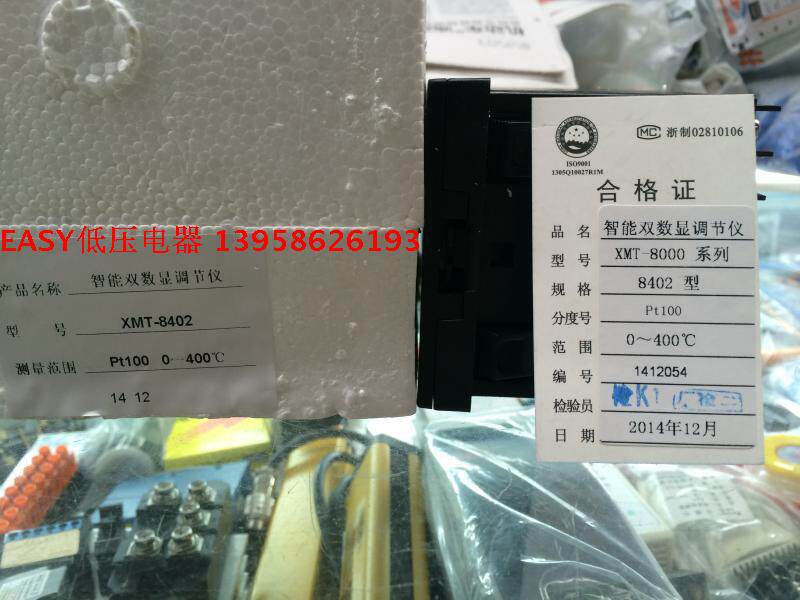 ISO9001
1305Q10027R1M
MC 浙制02810106
合格证
品名 智能双数显调节仪
型号 XMT-8000 系列
规格 8402 型
分度号 Pt100
范围 0～400℃
编号 1412054
检验员
日期 2014年12月
EASY低压电器 13958626193
产品名称 智能双数显调节仪
型号 XMT-8402
测量范围 Pt100 0～400℃
14 12